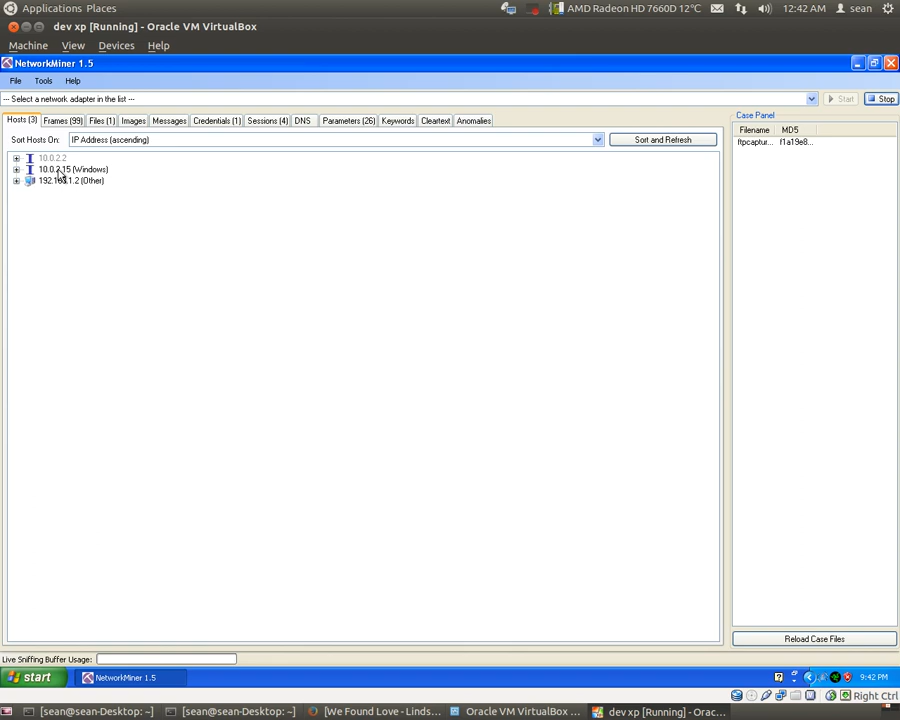 Applications Places AMD Radeon HD 7660D 12°C 12:42 AM sean
dev xp [Running] - Oracle VM VirtualBox
Machine View Devices Help
NetworkMiner 1.5
File Tools Help
--- Select a network adapter in the list --- Start Stop
Hosts (3) Frames (99) Files (1) Images Messages Credentials (1) Sessions (4) DNS Parameters (26) Keywords Cleartext Anomalies
Case Panel
Filename MD5
ftpcaptur... f1a19e8...
Sort Hosts On: IP Address (ascending) Sort and Refresh
10.0.2.2
10.0.2.15 (Windows)
192.168.1.2 (Other)
Reload Case Files
Live Sniffing Buffer Usage:
start NetworkMiner 1.5 9:42 PM
Right Ctrl
[sean@sean-Desktop: ~] [sean@sean-Desktop: ~] [We Found Love - Linds... Oracle VM VirtualBox ... dev xp [Running] - Orac...